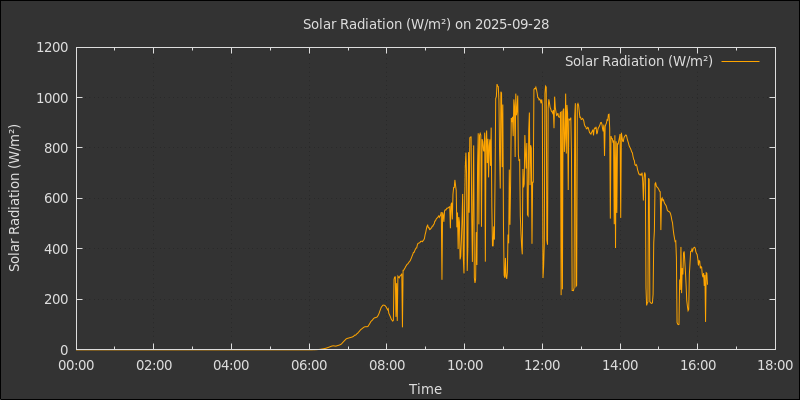 Solar Radiation (W/m²) on 2025-09-28
Solar Radiation (W/m²)
Solar Radiation (W/m²)
1200
1000
800
600
400
200
0
00:00 02:00 04:00 06:00 08:00 10:00 12:00 14:00 16:00 18:00
Time